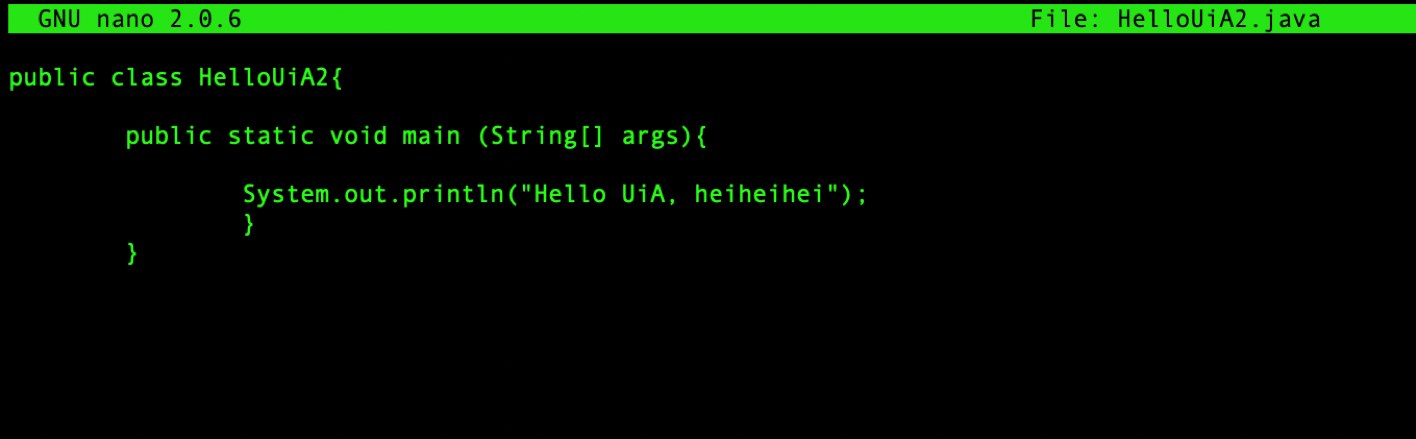 GNU nano 2.0.6 File: HelloUiA2.java
public class HelloUiA2{
public static void main (String[] args){
System.out.println("Hello UiA, heiheihei");
}
}